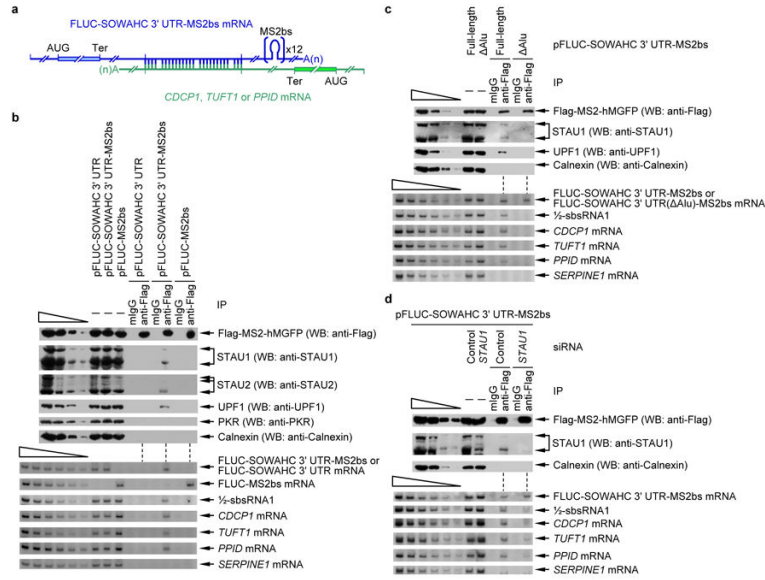 a
FLUC-SOWAHC 3' UTR-MS2bs mRNA
MS2bs
AUG Ter x12
(n)A A(n)
Ter AUG
CDCP1, TUFT1 or PPID mRNA
b
pFLUC-SOWAHC 3' UTR
pFLUC-SOWAHC 3' UTR-MS2bs
pFLUC-MS2bs
pFLUC-SOWAHC 3' UTR
pFLUC-SOWAHC 3' UTR-MS2bs
pFLUC-MS2bs
– – – mIgG anti-Flag mIgG anti-Flag mIgG anti-Flag IP
Flag-MS2-hMGFP (WB: anti-Flag)
STAU1 (WB: anti-STAU1)
STAU2 (WB: anti-STAU2)
UPF1 (WB: anti-UPF1)
PKR (WB: anti-PKR)
Calnexin (WB: anti-Calnexin)
FLUC-SOWAHC 3' UTR-MS2bs or
FLUC-SOWAHC 3' UTR mRNA
FLUC-MS2bs mRNA
½-sbsRNA1
CDCP1 mRNA
TUFT1 mRNA
PPID mRNA
SERPINE1 mRNA
c
Full-length ΔAlu Full-length ΔAlu pFLUC-SOWAHC 3' UTR-MS2bs
– – mIgG anti-Flag mIgG anti-Flag IP
Flag-MS2-hMGFP (WB: anti-Flag)
STAU1 (WB: anti-STAU1)
UPF1 (WB: anti-UPF1)
Calnexin (WB: anti-Calnexin)
FLUC-SOWAHC 3' UTR-MS2bs or
FLUC-SOWAHC 3' UTR(ΔAlu)-MS2bs mRNA
½-sbsRNA1
CDCP1 mRNA
TUFT1 mRNA
PPID mRNA
SERPINE1 mRNA
d
pFLUC-SOWAHC 3' UTR-MS2bs
Control STAU1 Control STAU1 siRNA
– – mIgG anti-Flag mIgG anti-Flag IP
Flag-MS2-hMGFP (WB: anti-Flag)
STAU1 (WB: anti-STAU1)
Calnexin (WB: anti-Calnexin)
FLUC-SOWAHC 3' UTR-MS2bs mRNA
½-sbsRNA1
CDCP1 mRNA
TUFT1 mRNA
PPID mRNA
SERPINE1 mRNA